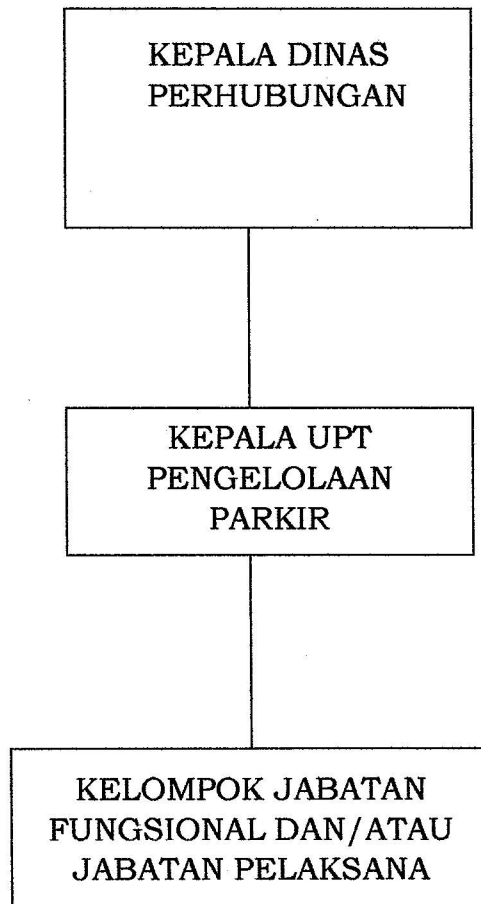 KEPALA DINAS
PERHUBUNGAN
KEPALA UPT
PENGELOLAAN
PARKIR
KELOMPOK JABATAN
FUNGSIONAL DAN/ATAU
JABATAN PELAKSANA